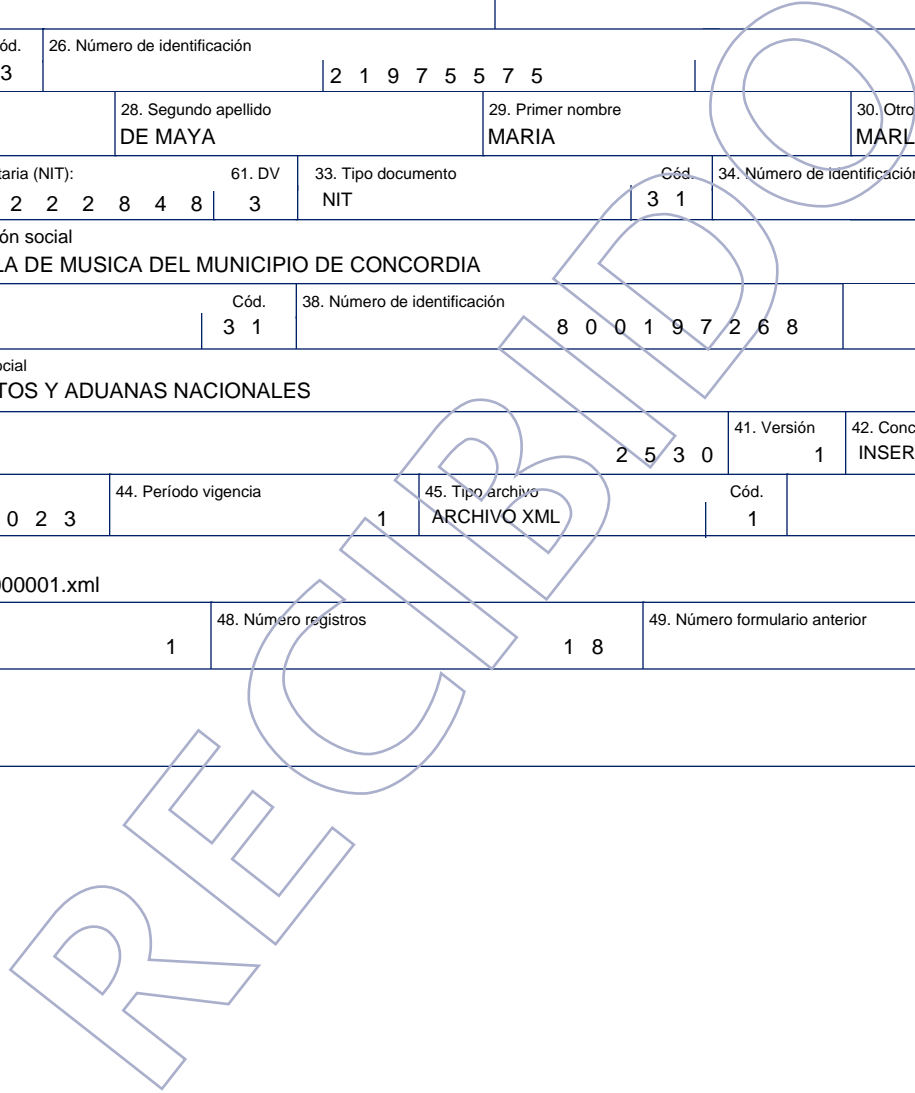 ód. 26. Número de identificación
3 2 1 9 7 5 5 7 5
28. Segundo apellido 29. Primer nombre 30. Otro
DE MAYA MARIA MARL
taria (NIT): 61. DV 33. Tipo documento Cód. 34. Número de identificación
2 2 2 8 4 8 3 NIT 3 1
ón social
LA DE MUSICA DEL MUNICIPIO DE CONCORDIA
Cód. 38. Número de identificación
3 1 8 0 0 1 9 7 2 6 8
ocial
TOS Y ADUANAS NACIONALES
41. Versión 42. Conc
2 5 3 0 1 INSER
44. Período vigencia 45. Tipo archivo Cód.
0 2 3 1 ARCHIVO XML 1
000001.xml
48. Número registros 49. Número formulario anterior
1 1 8
RECIBIDO